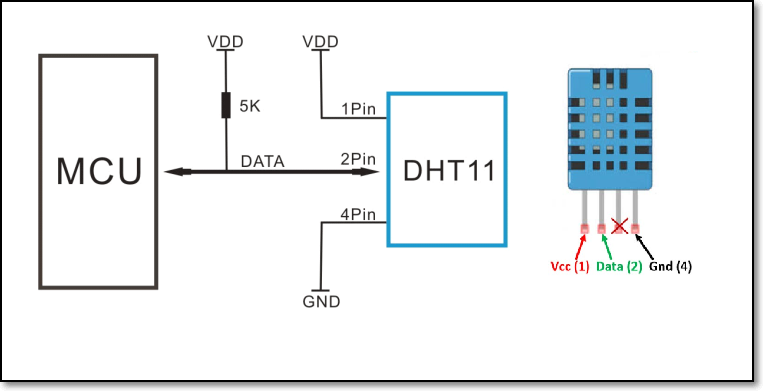 VDD
VDD
5K
1Pin
MCU
DATA
2Pin
DHT11
4Pin
GND
Vcc (1) Data (2) Gnd (4)